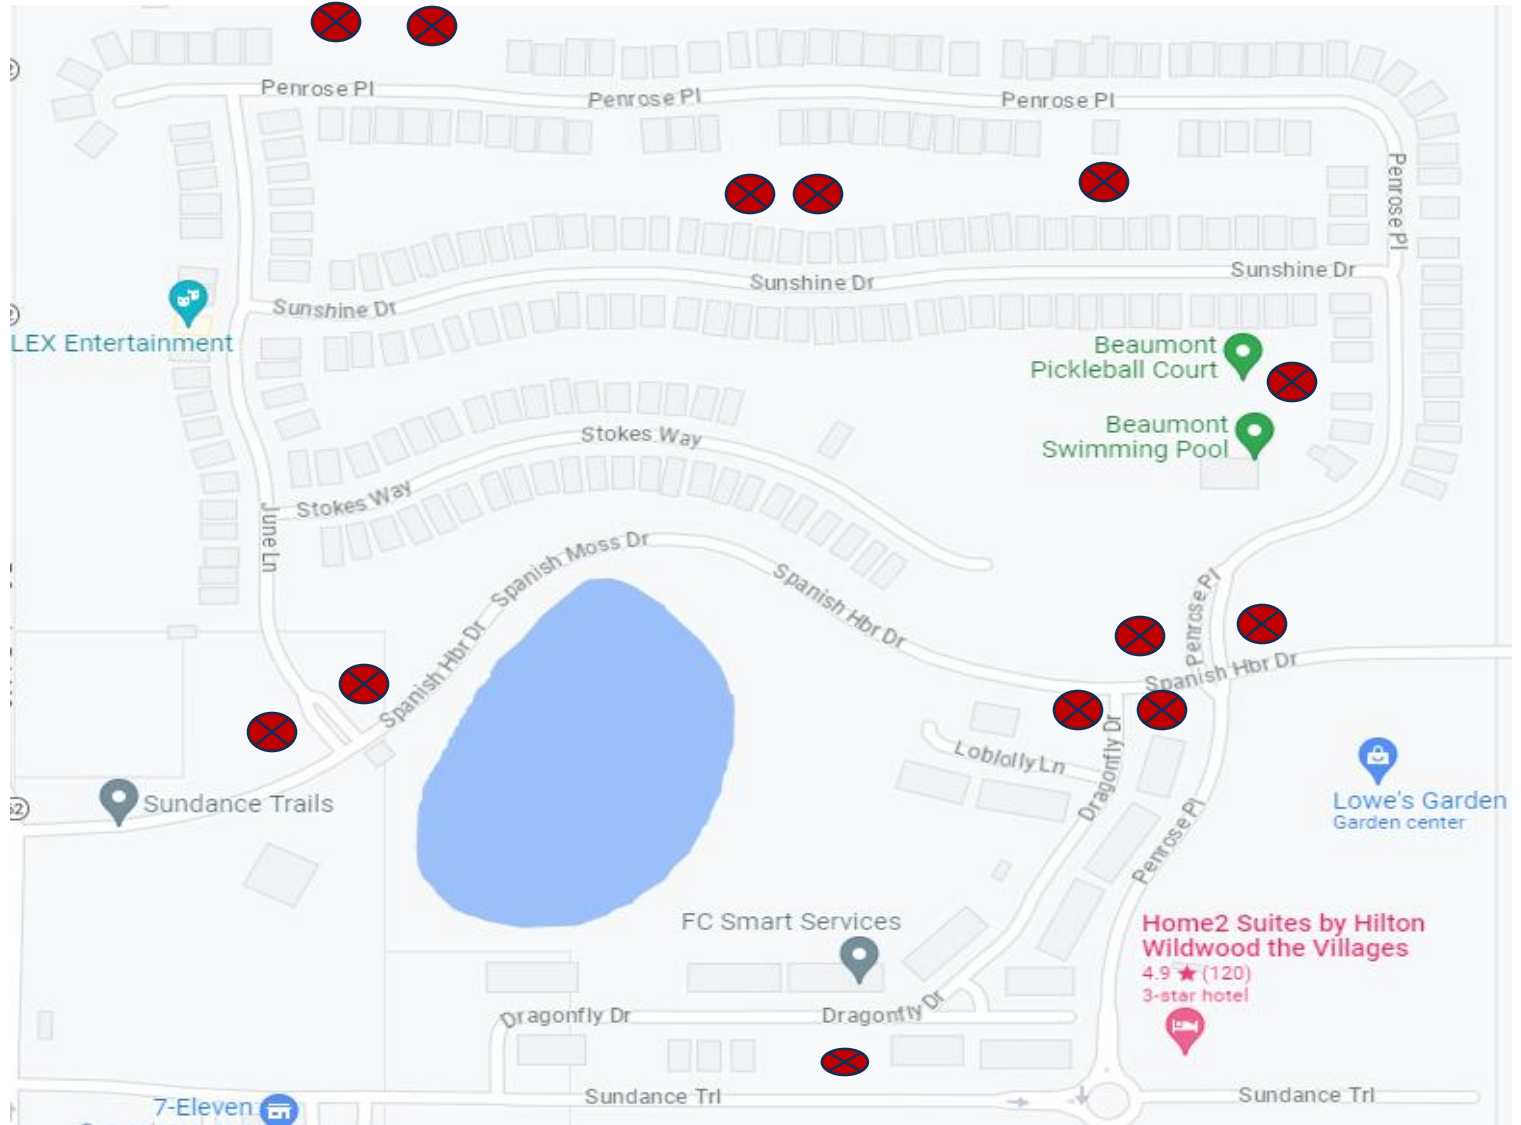 Penrose Pl
Penrose Pl
Penrose Pl
Penrose Pl
Sunshine Dr
Sunshine Dr
Sunshine Dr
LEX Entertainment
Beaumont
Pickleball Court
Beaumont
Swimming Pool
Stokes Way
Stokes Way
June Ln
Spanish Moss Dr
Spanish Hbr Dr
Spanish Hbr Dr
Penrose Pl
Spanish Hbr Dr
Loblolly Ln
Dragonfly Dr
Penrose Pl
62
Sundance Trails
Lowe's Garden
Garden center
FC Smart Services
Home2 Suites by Hilton
Wildwood the Villages
4.9 ★ (120)
3-star hotel
Dragonfly Dr
Dragonfly Dr
Sundance Trl
Sundance Trl
7-Eleven